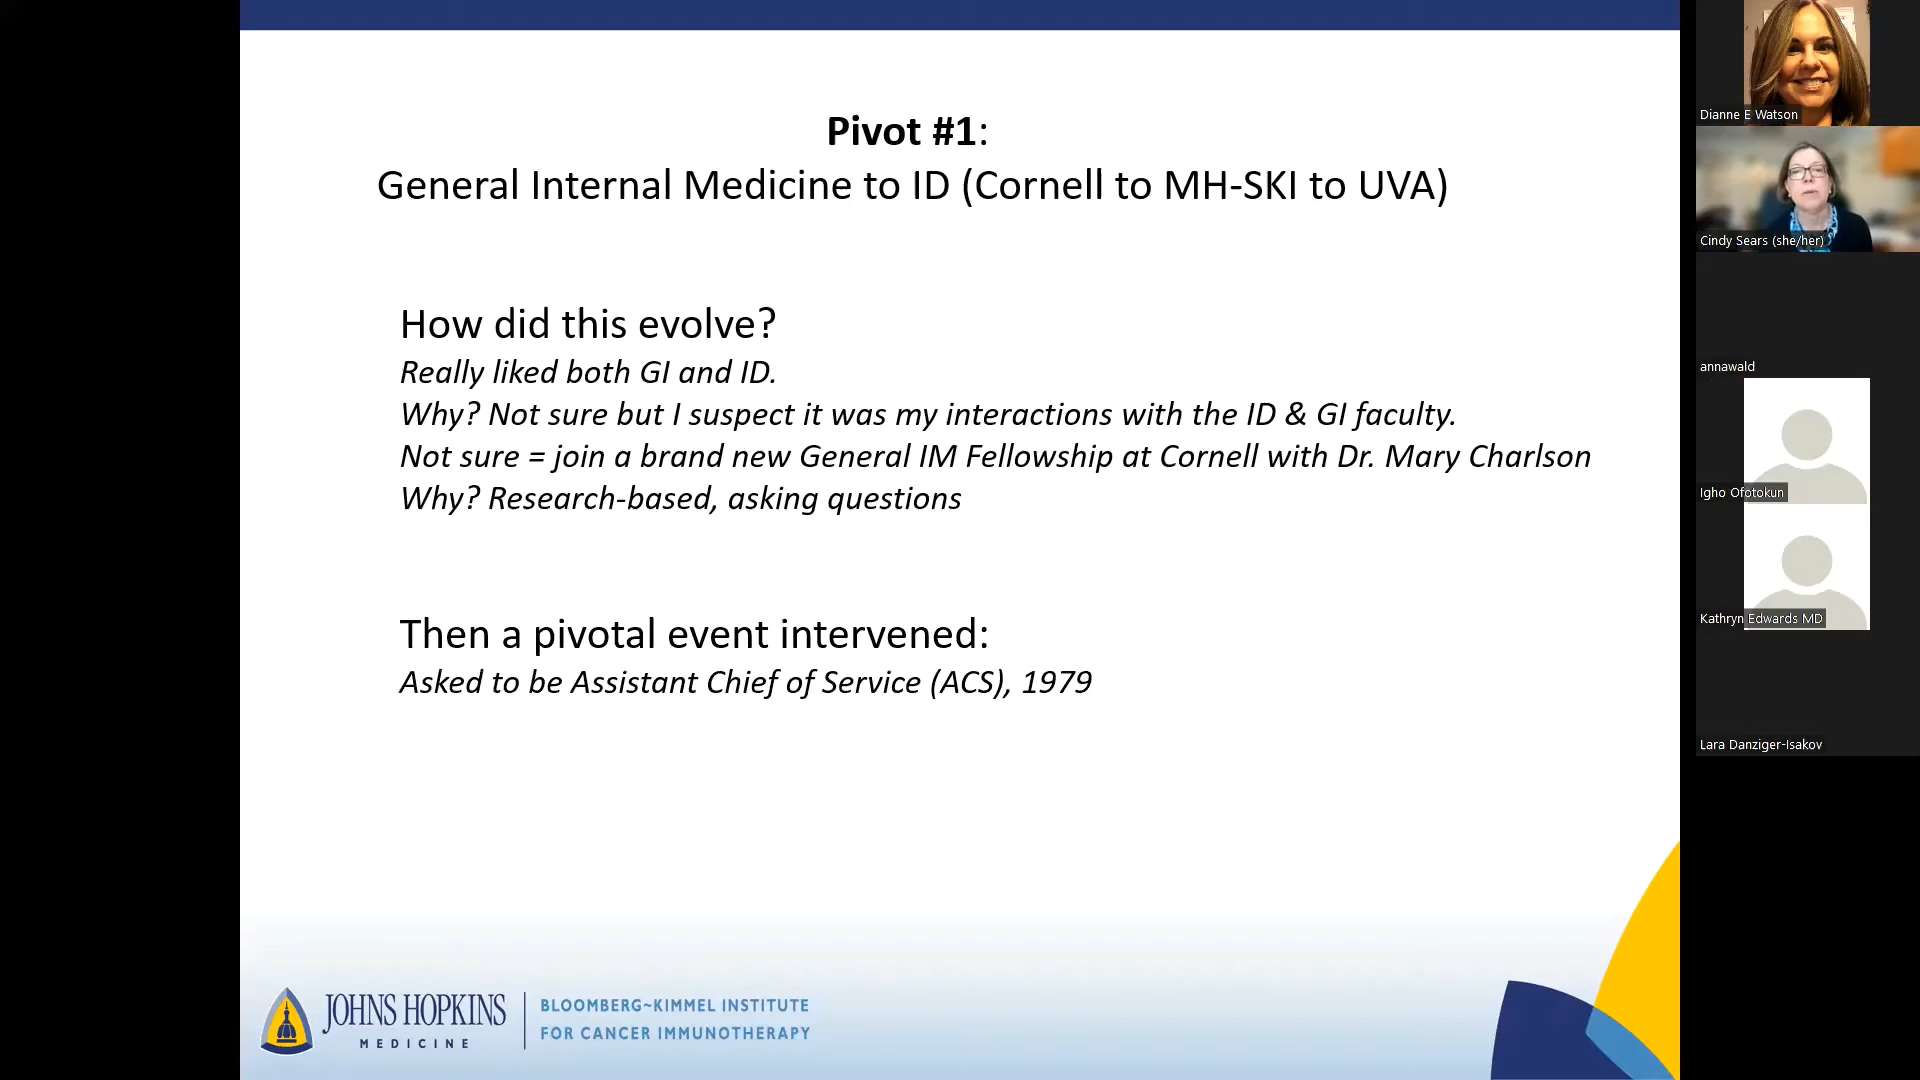 Pivot #1:
General Internal Medicine to ID (Cornell to MH-SKI to UVA)
How did this evolve?
Really liked both GI and ID.
Why? Not sure but I suspect it was my interactions with the ID & GI faculty.
Not sure = join a brand new General IM Fellowship at Cornell with Dr. Mary Charlson
Why? Research-based, asking questions
Then a pivotal event intervened:
Asked to be Assistant Chief of Service (ACS), 1979
JOHNS HOPKINS
MEDICINE
BLOOMBERG~KIMMEL INSTITUTE
FOR CANCER IMMUNOTHERAPY
Dianne E Watson
Cindy Sears (she/her)
annawald
Igho Ofotokun
Kathryn Edwards MD
Lara Danziger-Isakov